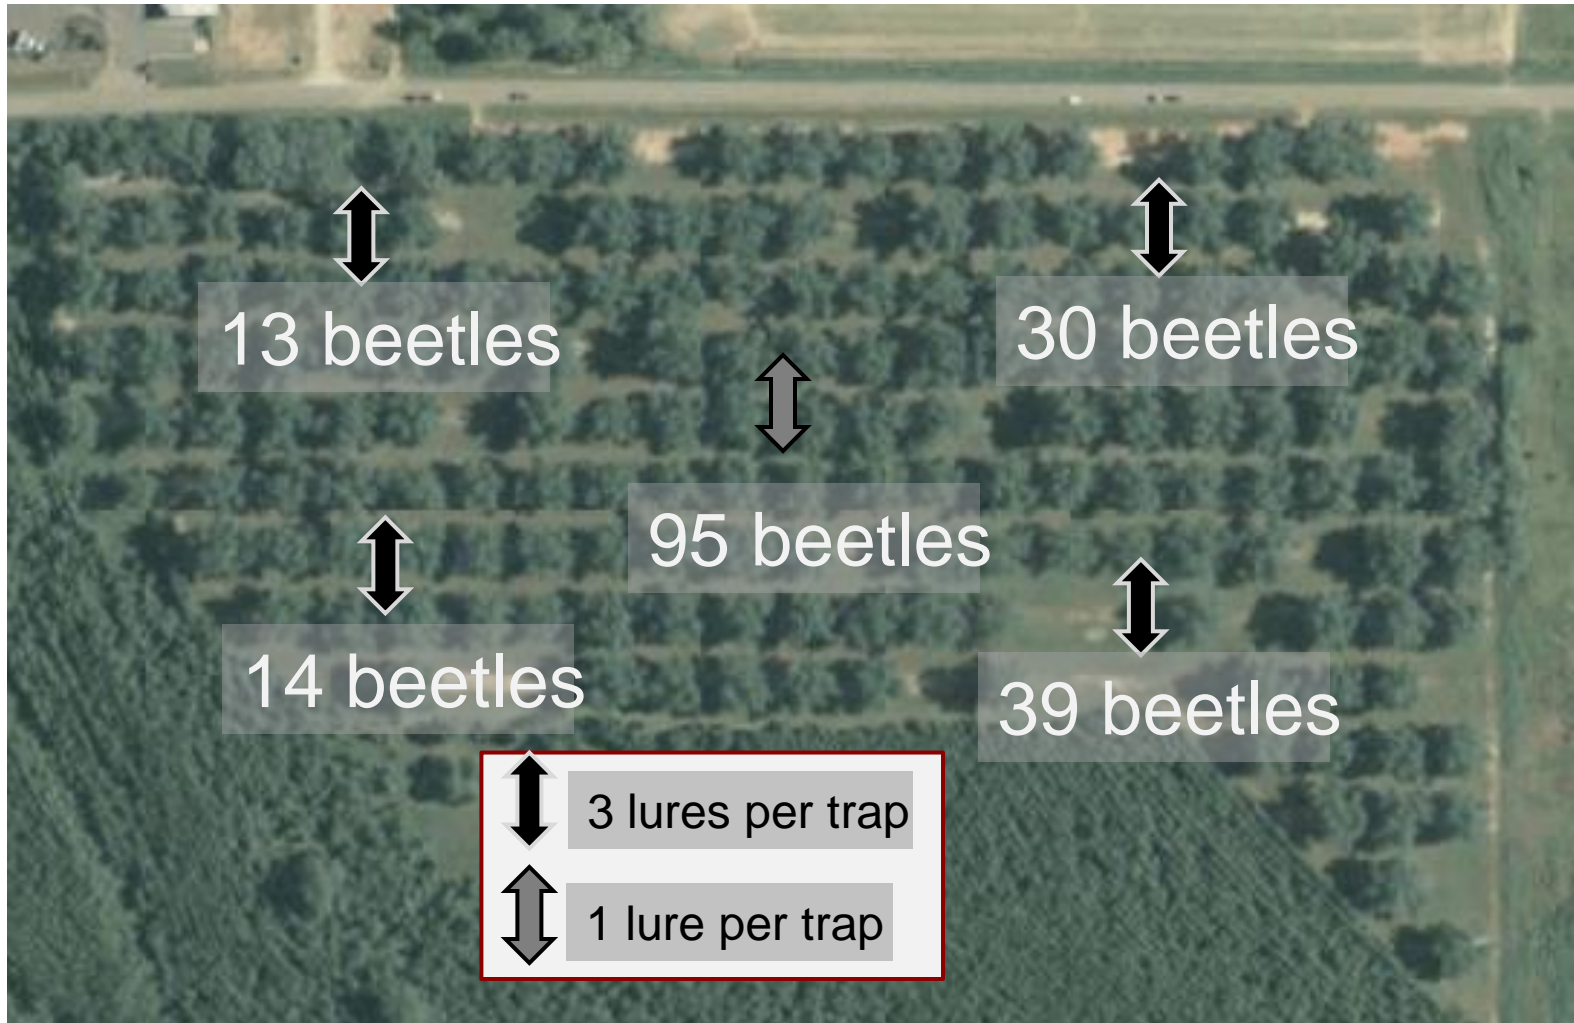 13 beetles
30 beetles
95 beetles
14 beetles
39 beetles
3 lures per trap
1 lure per trap